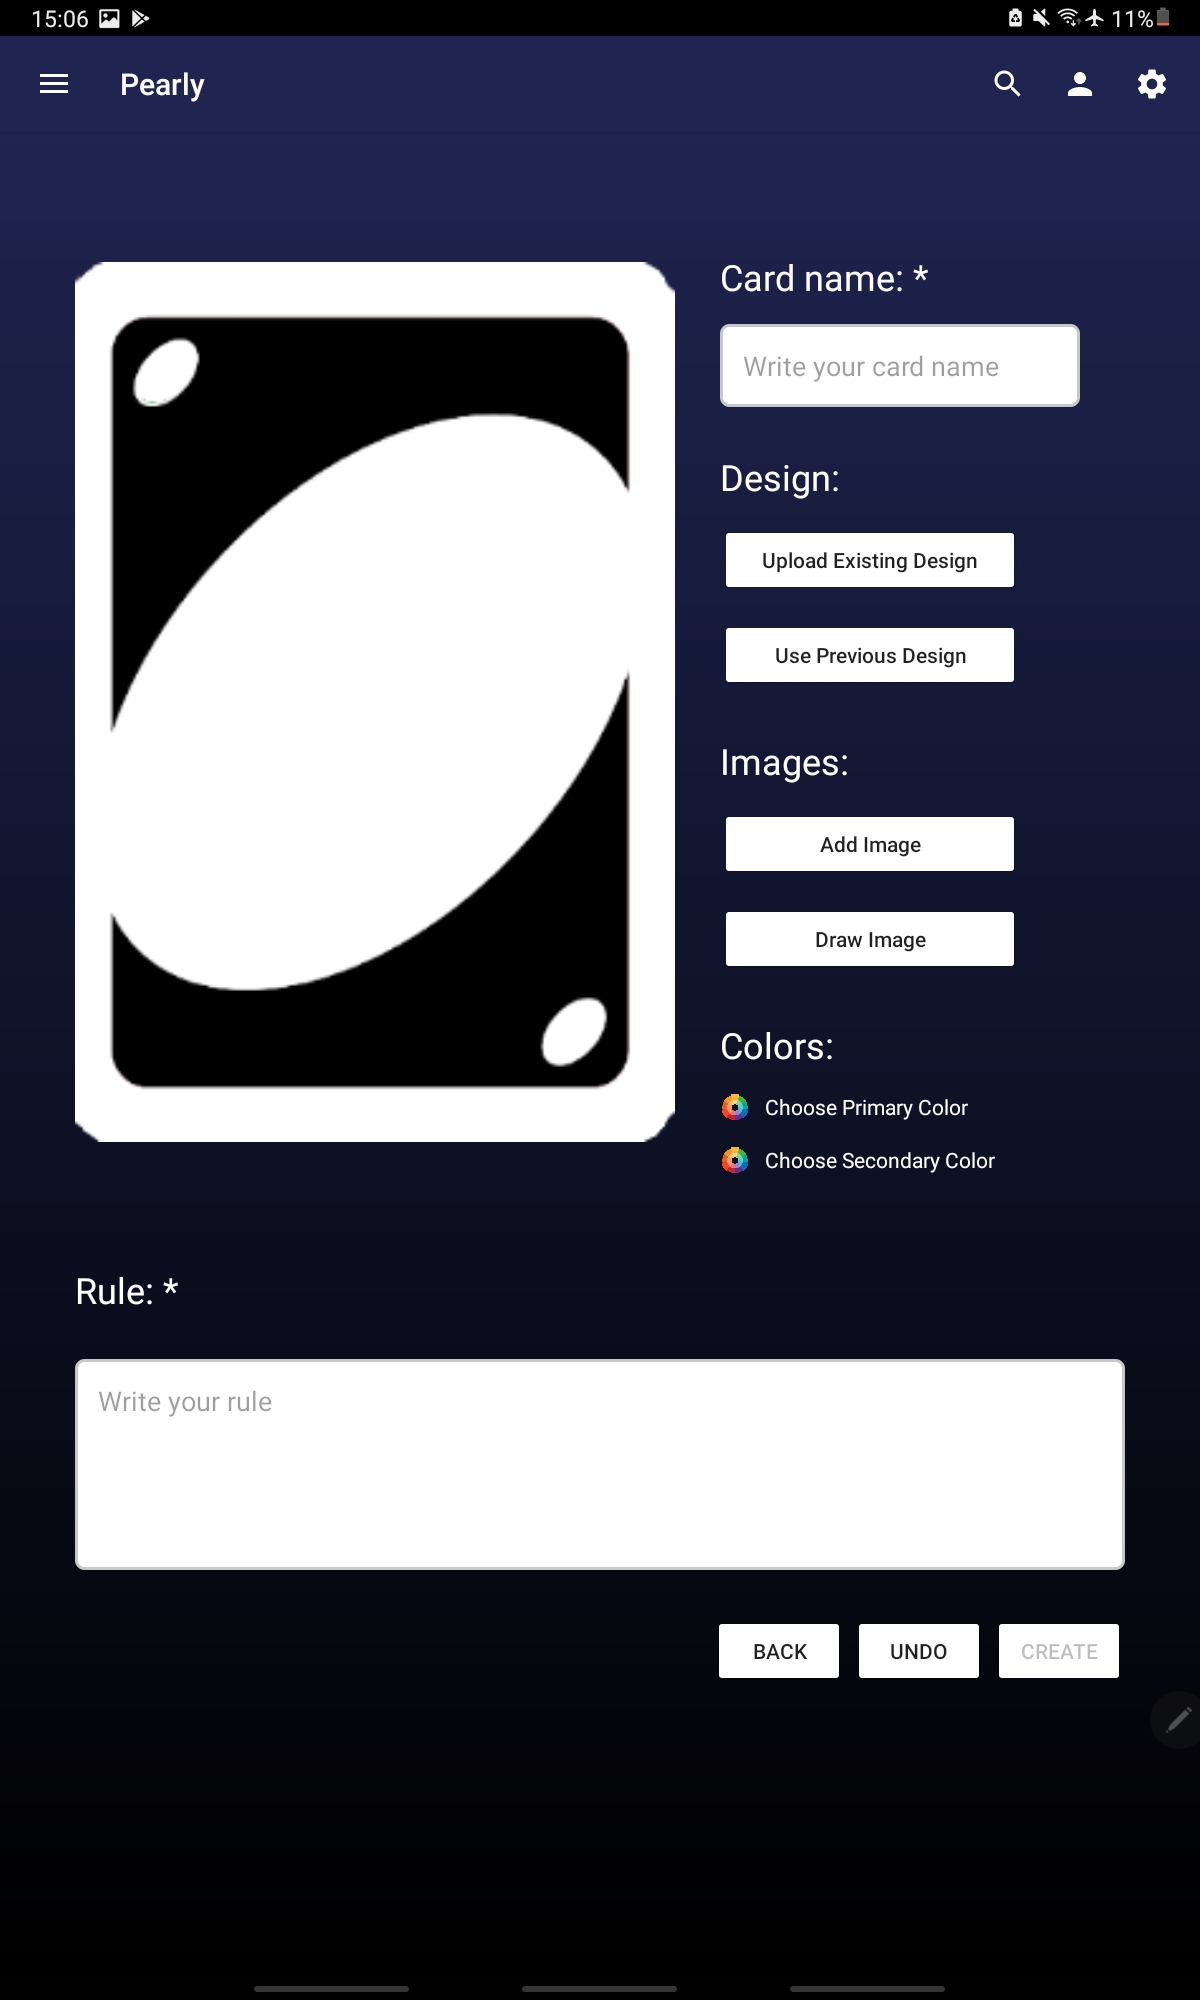 15:06
11%
Pearly
Card name: *
Write your card name
Design:
Upload Existing Design
Use Previous Design
Images:
Add Image
Draw Image
Colors:
Choose Primary Color
Choose Secondary Color
Rule: *
Write your rule
BACK UNDO CREATE